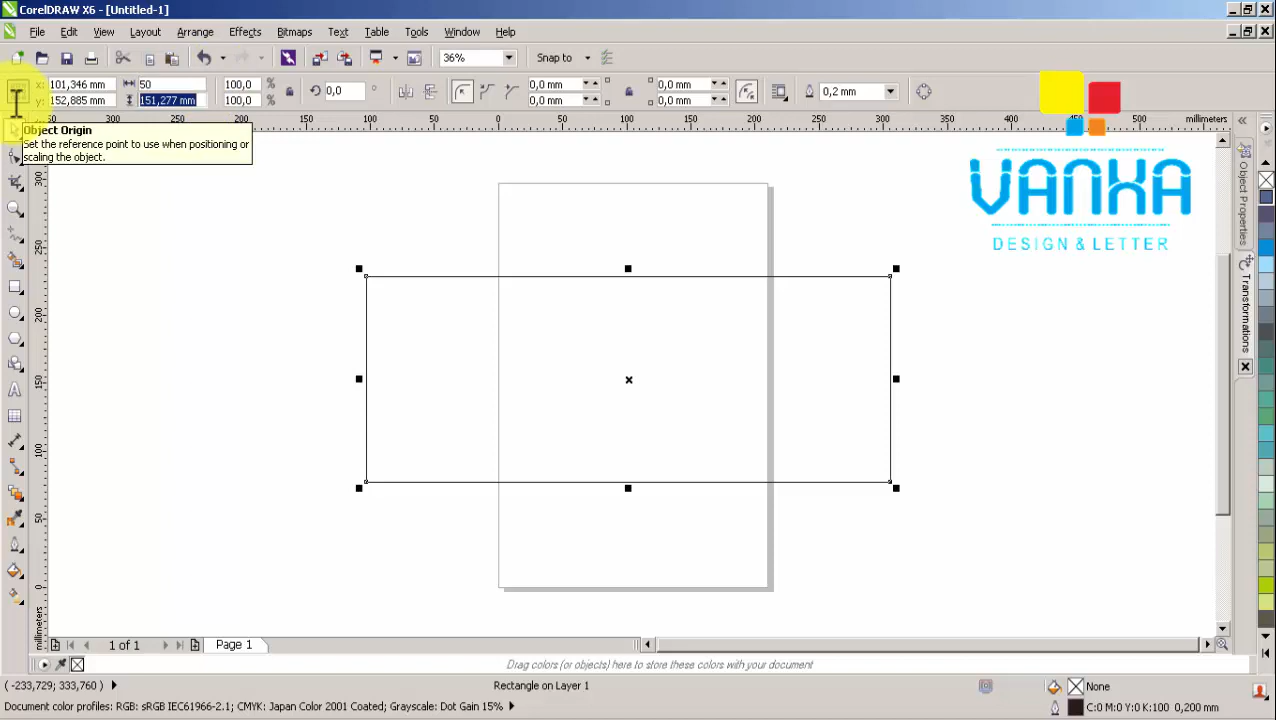 CorelDRAW X6 - [Untitled-1]
File Edit View Layout Arrange Effects Bitmaps Text Table Tools Window Help
36% Snap to
x: 101,346 mm 50 100,0 % 0,0 ° 0,0 mm 0,0 mm 0,2 mm
y: 152,885 mm 151,277 mm 100,0 % 0,0 mm 0,0 mm
Object Origin
Set the reference point to use when positioning or
scaling the object.
200 150 100 50 0 50 100 150 200 250 300 350 400 450 500 millimeters
300
250
200
150
100
50
0
millimeters
VANKA
DESIGN & LETTER
Object Properties
Transformations
1 of 1 Page 1
Drag colors (or objects) here to store these colors with your document
( -233,729; 333,760 ) Rectangle on Layer 1 None
Document color profiles: RGB: sRGB IEC61966-2.1; CMYK: Japan Color 2001 Coated; Grayscale: Dot Gain 15% C:0 M:0 Y:0 K:100 0,200 mm